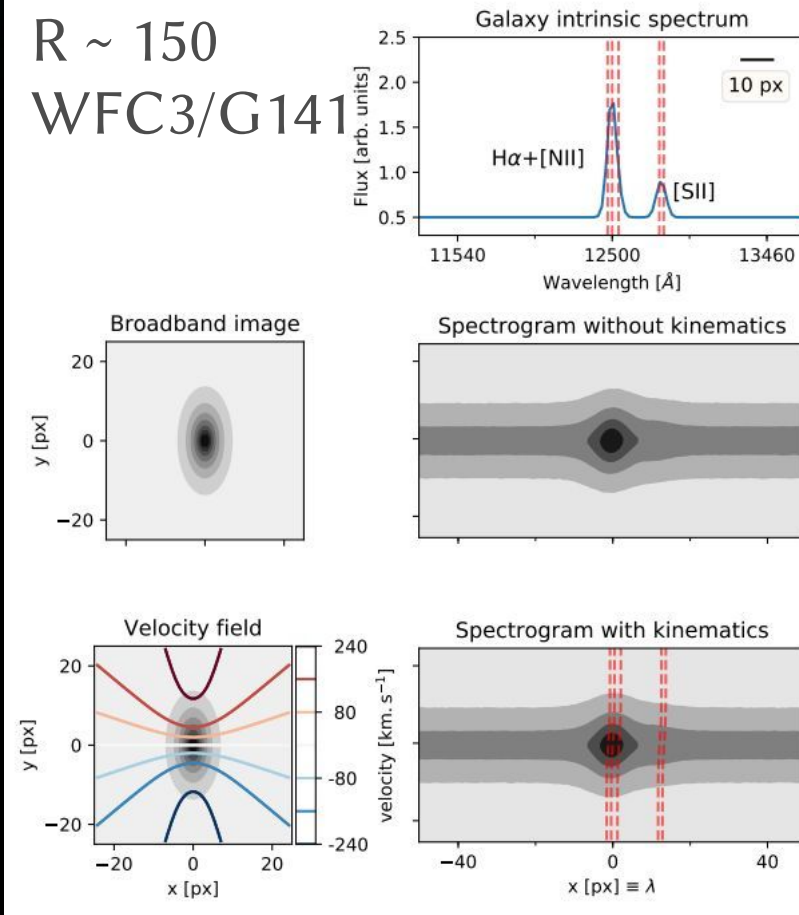 R ~ 150
WFC3/G141
Galaxy intrinsic spectrum
Flux [arb. units]
2.5
2.0
1.5
1.0
0.5
10 px
Hα+[NII]
[SII]
11540 12500 13460
Wavelength [Å]
Broadband image
y [px]
20
0
−20
Spectrogram without kinematics
Velocity field
y [px]
20
0
−20
−20 0 20
x [px]
240
80
-80
-240
velocity [km. s⁻¹]
Spectrogram with kinematics
−40 0 40
x [px] ≡ λ